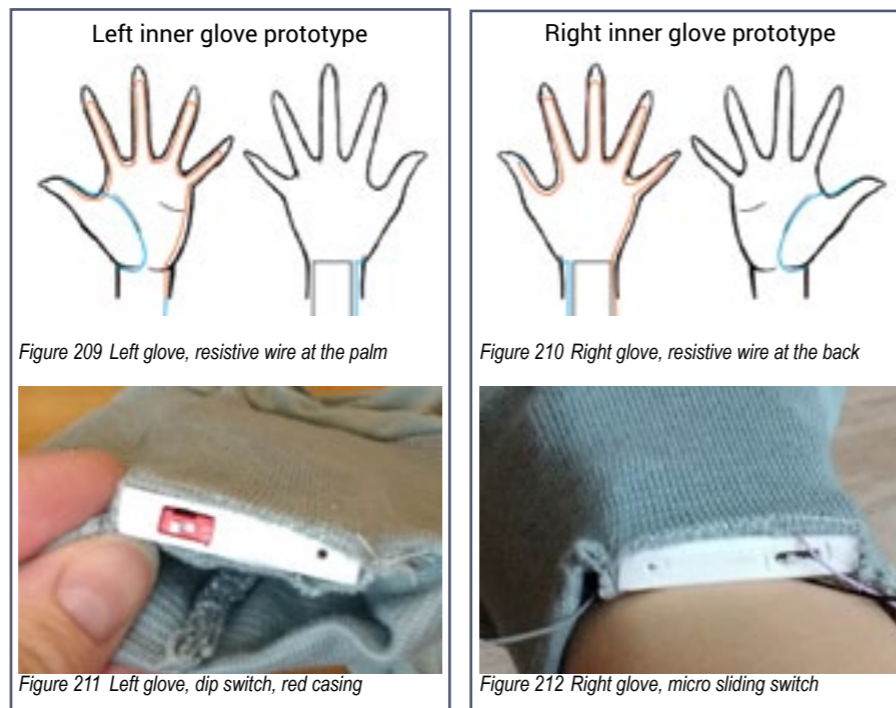 Left inner glove prototype
Figure 209 Left glove, resistive wire at the palm
Figure 211 Left glove, dip switch, red casing
Right inner glove prototype
Figure 210 Right glove, resistive wire at the back
Figure 212 Right glove, micro sliding switch